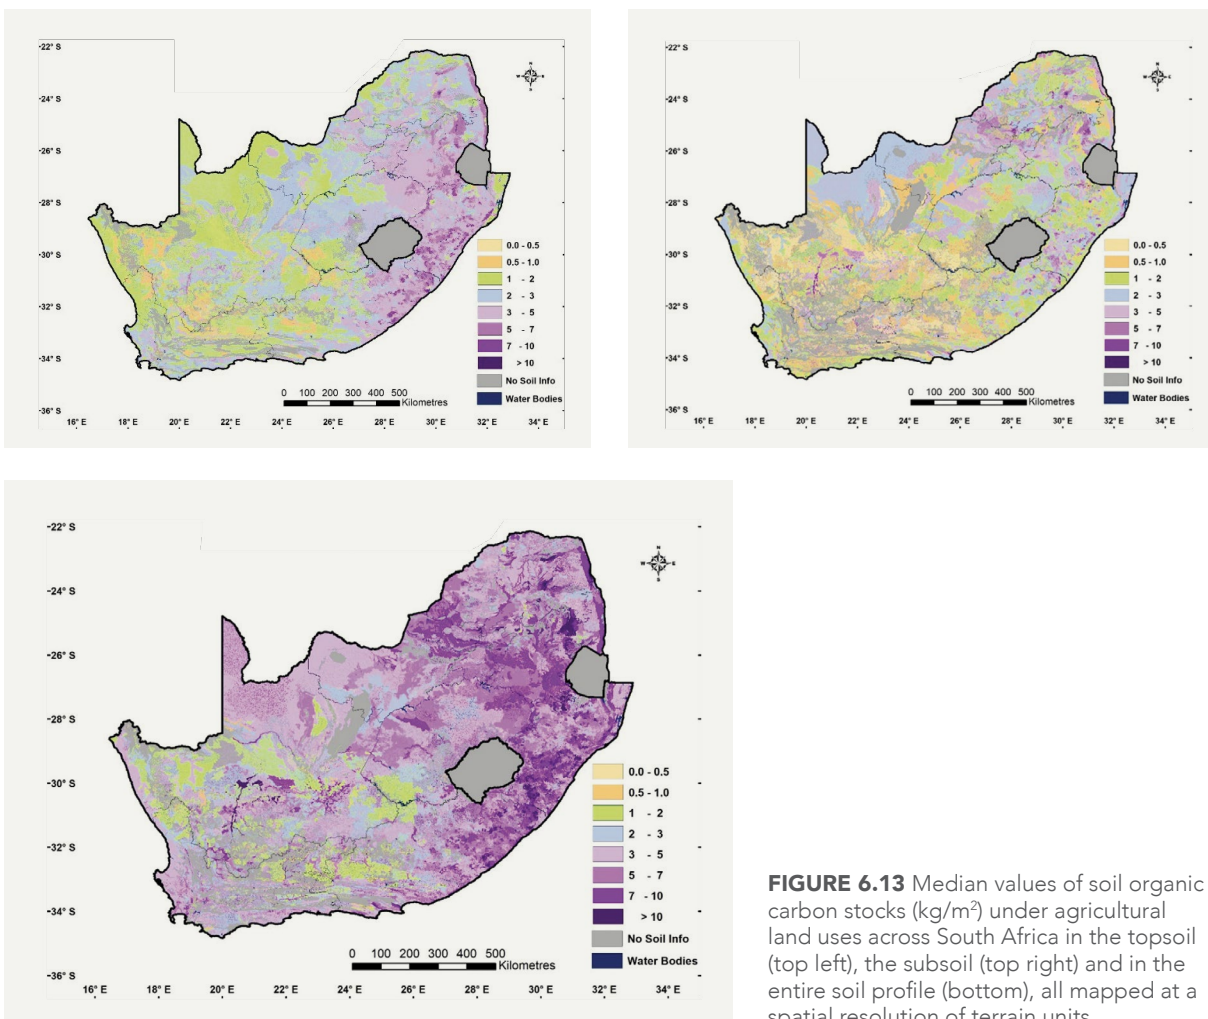 -22° S
-24° S
-26° S
-28° S
-30° S
-32° S
-34° S
-36° S
N
W E
S
0.0 - 0.5
0.5 - 1.0
1 - 2
2 - 3
3 - 5
5 - 7
7 - 10
> 10
No Soil Info
Water Bodies
0 100 200 300 400 500
Kilometres
16° E 18° E 20° E 22° E 24° E 26° E 28° E 30° E 32° E 34° E
-22° S
-24° S
-26° S
-28° S
-30° S
-32° S
-34° S
-36° S
N
W E
S
0.0 - 0.5
0.5 - 1.0
1 - 2
2 - 3
3 - 5
5 - 7
7 - 10
> 10
No Soil Info
Water Bodies
0 100 200 300 400 500
Kilometres
16° E 18° E 20° E 22° E 24° E 26° E 28° E 30° E 32° E 34° E
-22° S
-24° S
-26° S
-28° S
-30° S
-32° S
-34° S
-36° S
N
W E
S
0.0 - 0.5
0.5 - 1.0
1 - 2
2 - 3
3 - 5
5 - 7
7 - 10
> 10
No Soil Info
Water Bodies
0 100 200 300 400 500
Kilometres
16° E 18° E 20° E 22° E 24° E 26° E 28° E 30° E 32° E 34° E
FIGURE 6.13 Median values of soil organic
carbon stocks (kg/m²) under agricultural
land uses across South Africa in the topsoil
(top left), the subsoil (top right) and in the
entire soil profile (bottom), all mapped at a
spatial resolution of terrain units